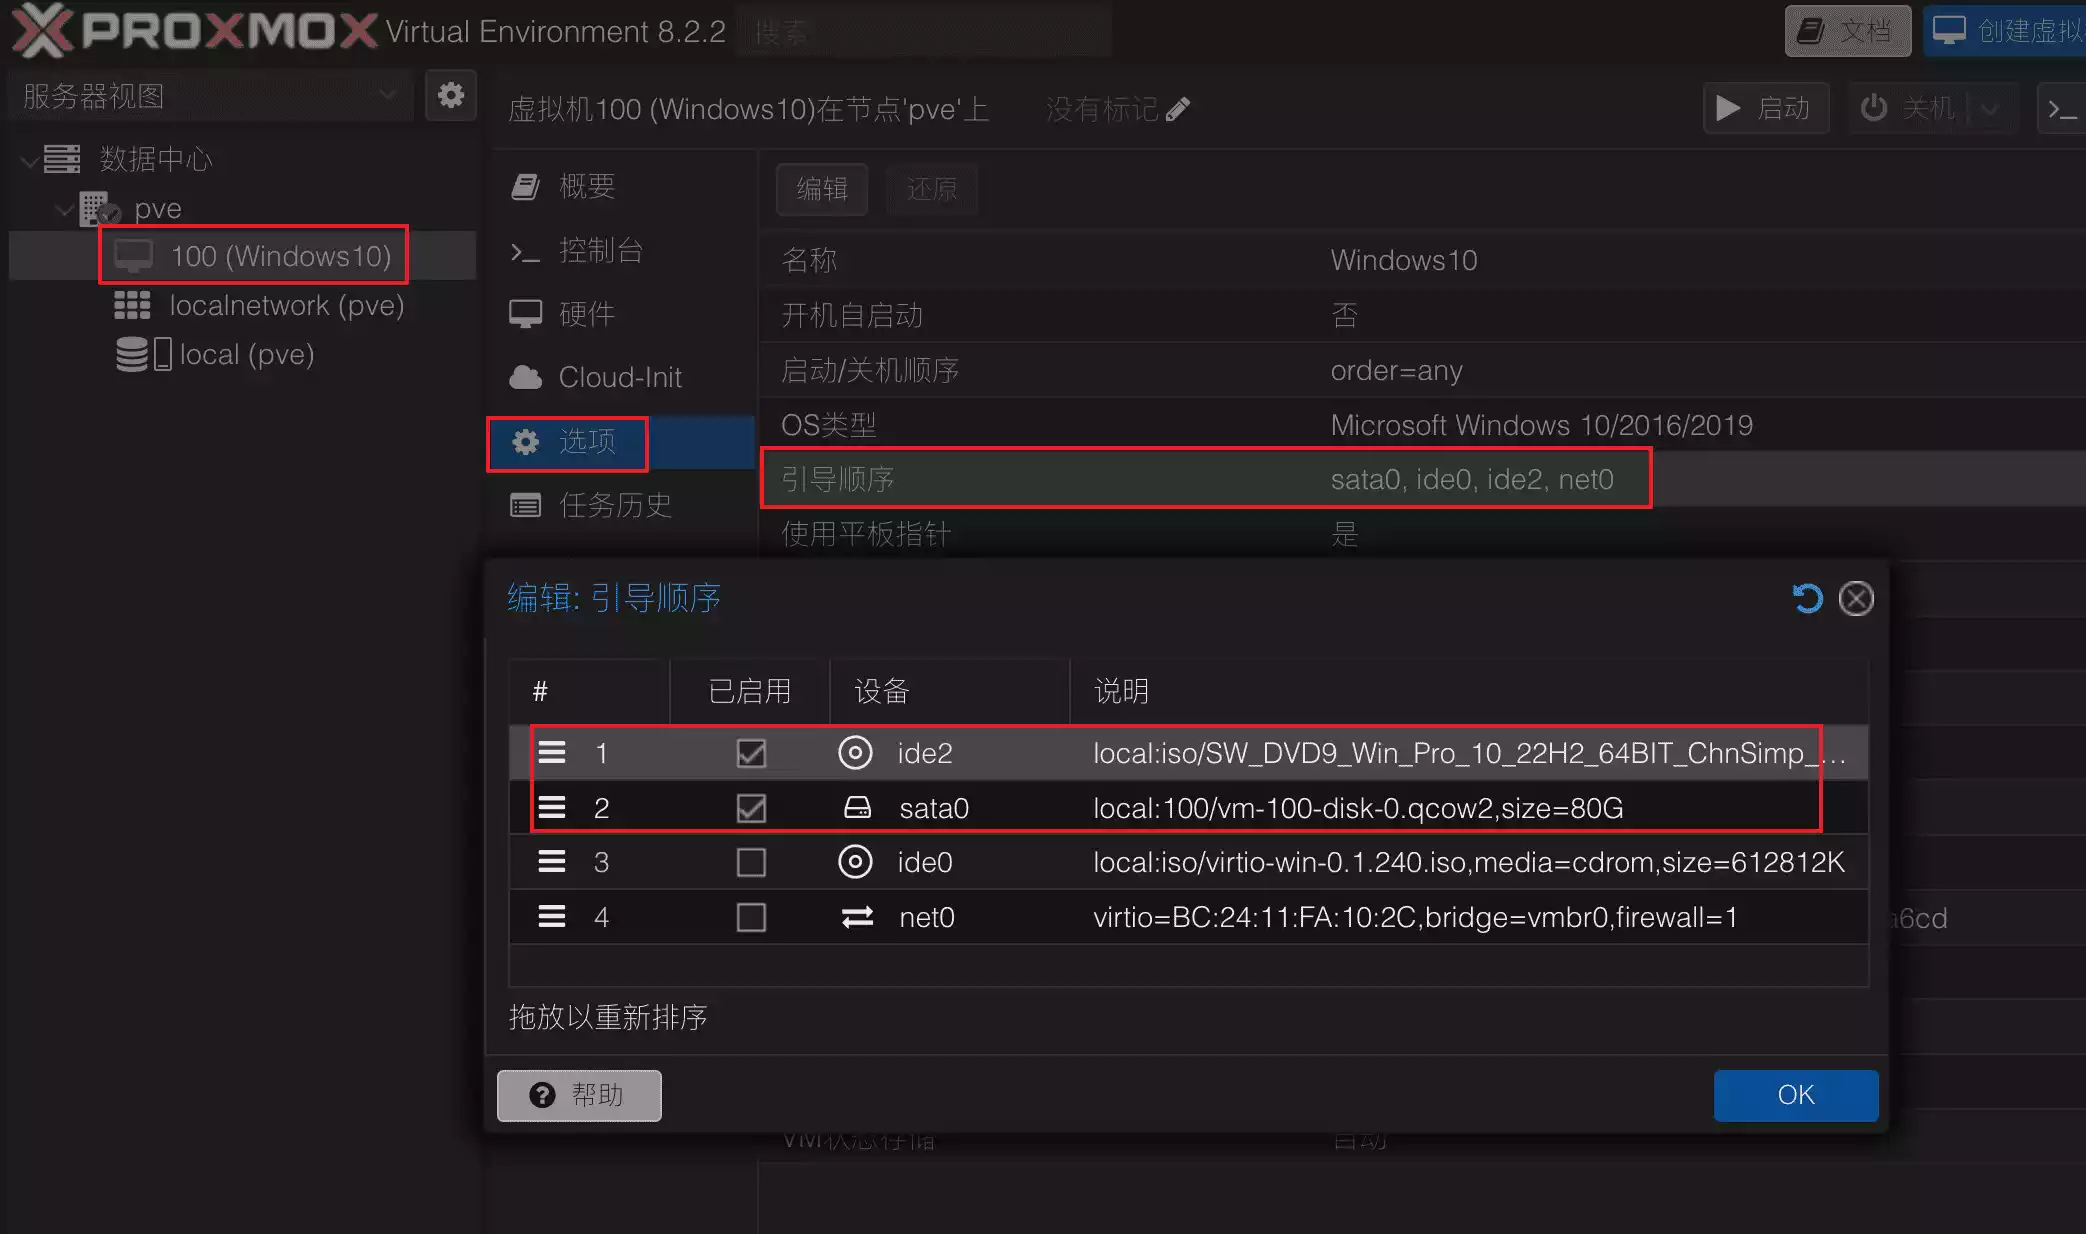 PROXMOX Virtual Environment 8.2.2 搜索 文档 创建虚拟
服务器视图
虚拟机100 (Windows10)在节点'pve'上 没有标记 启动 关机
数据中心
pve
100 (Windows10)
localnetwork (pve)
local (pve)
概要
控制台
硬件
Cloud-Init
选项
任务历史
编辑 还原
名称 Windows10
开机自启动 否
启动/关机顺序 order=any
OS类型 Microsoft Windows 10/2016/2019
引导顺序 sata0, ide0, ide2, net0
使用平板指针 是
编辑: 引导顺序
# 已启用 设备 说明
1 ide2 local:iso/SW_DVD9_Win_Pro_10_22H2_64BIT_ChnSimp_...
2 sata0 local:100/vm-100-disk-0.qcow2,size=80G
3 ide0 local:iso/virtio-win-0.1.240.iso,media=cdrom,size=612812K
4 net0 virtio=BC:24:11:FA:10:2C,bridge=vmbr0,firewall=1
a6cd
拖放以重新排序
帮助 OK
VM状态存储 自动